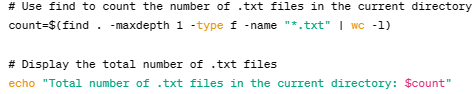 # Use find to count the number of .txt files in the current directory
count=$(find . -maxdepth 1 -type f -name "*.txt" | wc -l)
# Display the total number of .txt files
echo "Total number of .txt files in the current directory: $count"